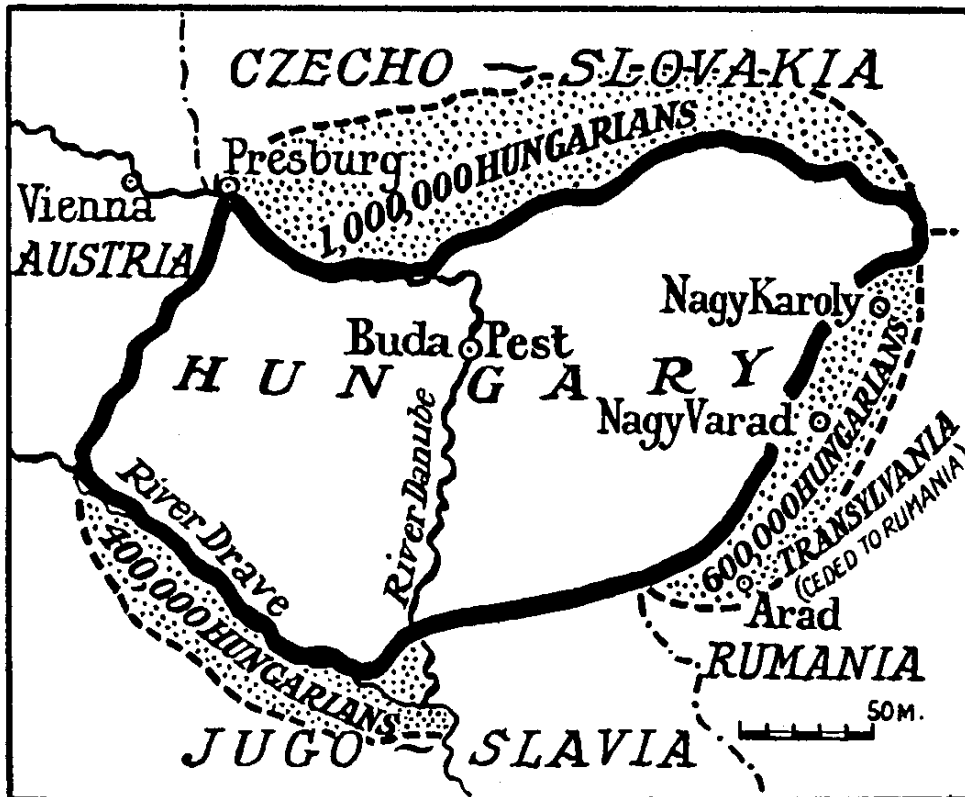 CZECHO — SLOVAKIA
1,000,000 HUNGARIANS
Presburg
Vienna
AUSTRIA
Nagy Karoly
Buda Pest
HUNGARY
Nagy Varad
River Danube
River Drave
400,000 HUNGARIANS
600,000 HUNGARIANS
TRANSYLVANIA
(CEDED TO RUMANIA)
Arad
RUMANIA
50 M.
JUGO — SLAVIA